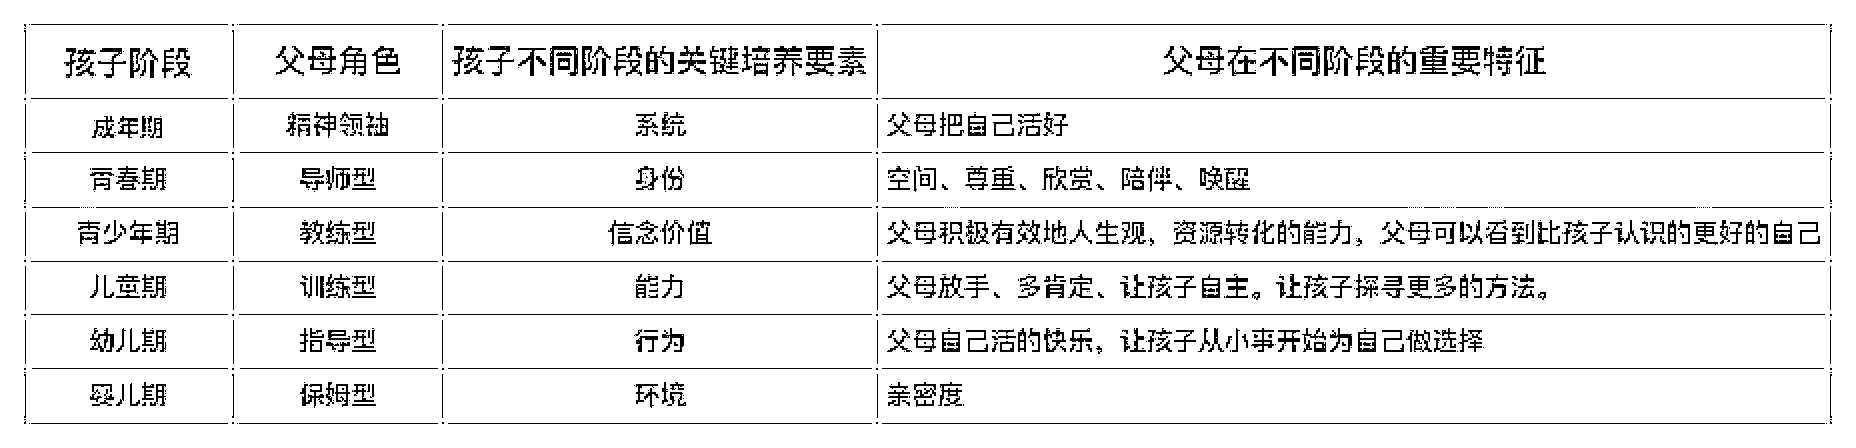 孩子阶段 父母角色 孩子不同阶段的关键培养要素 父母在不同阶段的重要特征
成年期 精神领袖 系统 父母把自己活好
青春期 导师型 身份 空间、尊重、欣赏、陪伴、唤醒
青少年期 教练型 信念价值 父母积极有效地人生观，资源转化的能力，父母可以看到比孩子认识的更好的自己
儿童期 训练型 能力 父母放手、多肯定、让孩子自主。让孩子探寻更多的方法。
幼儿期 指导型 行为 父母自己活的快乐，让孩子从小事开始为自己做选择
婴儿期 保姆型 环境 亲密度